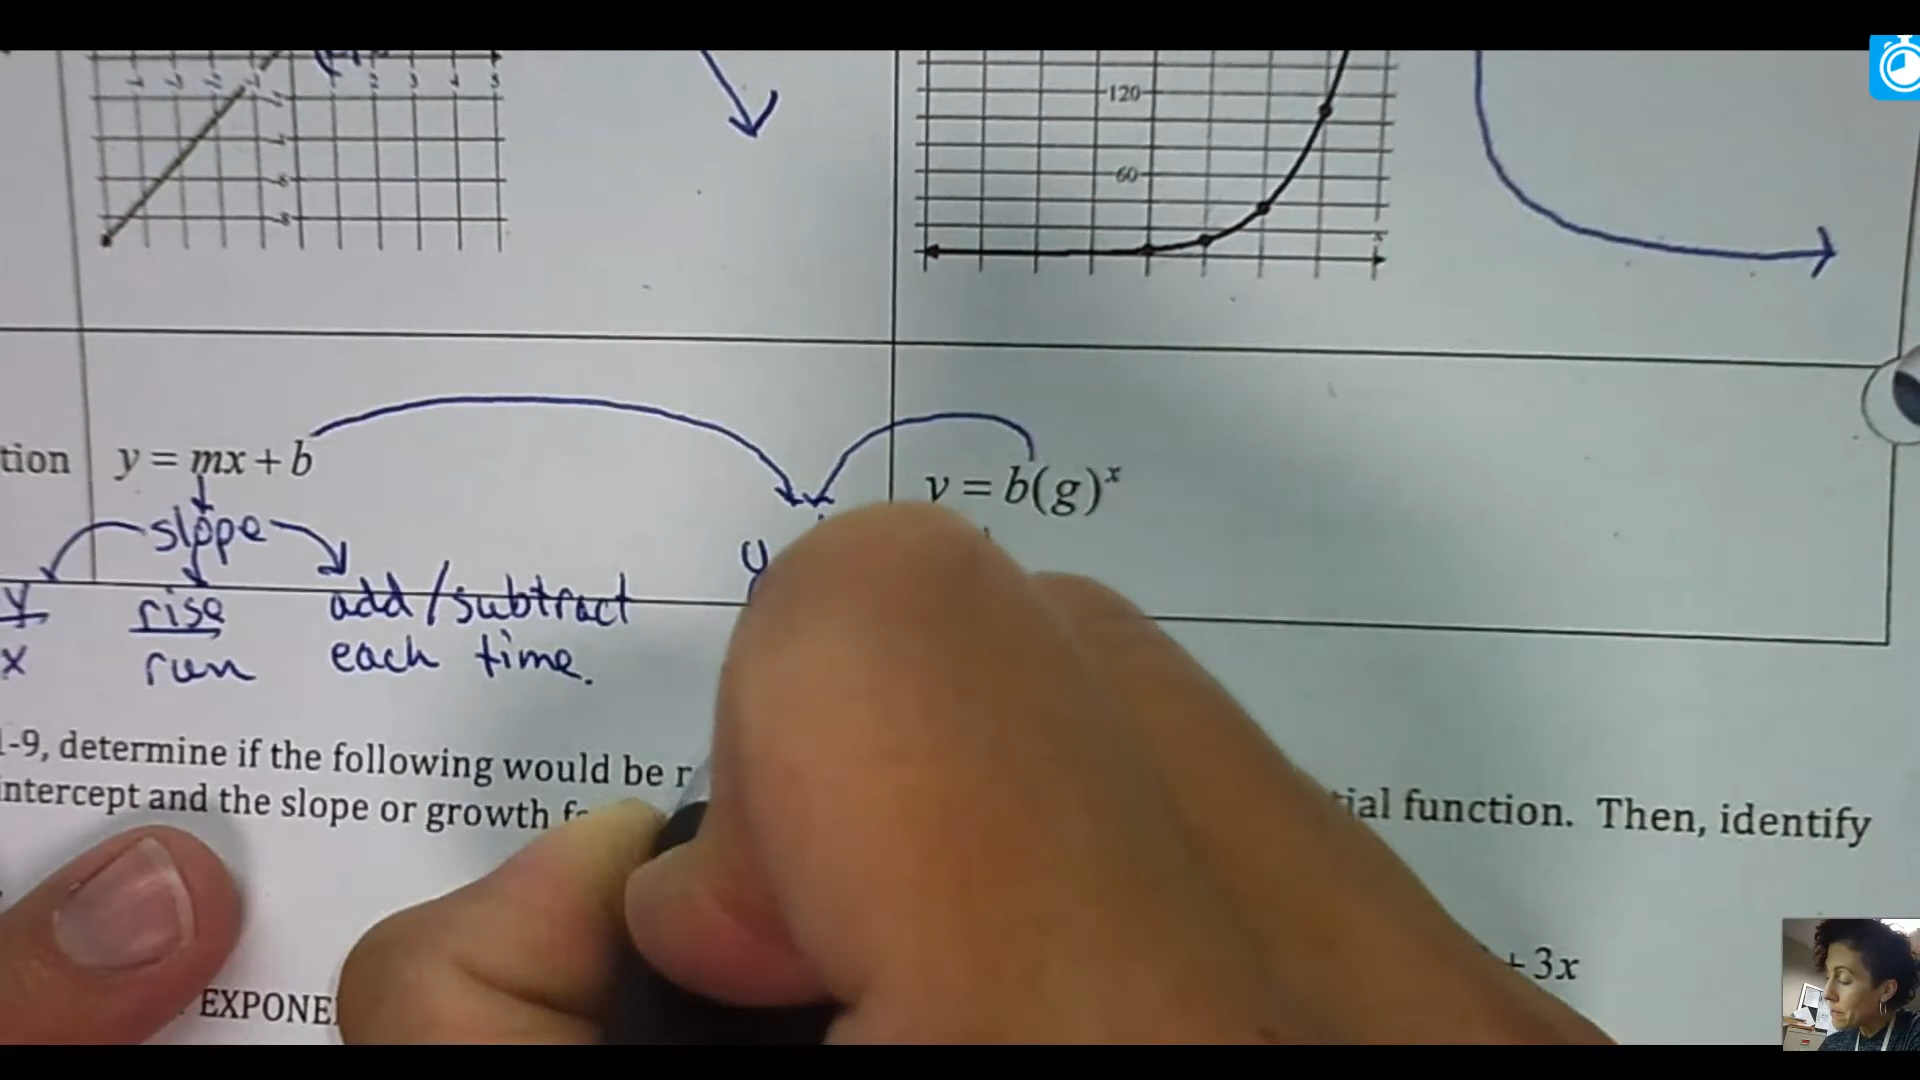 120
60
tion y = mx + b
y = b(g)^x
slope
y rise add/subtract
x run each time.
y
-9, determine if the following would be r
ial function. Then, identify
intercept and the slope or growth
+ 3x
EXPONE